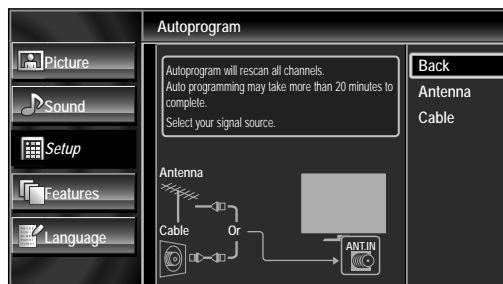 Autoprogram
Picture
Sound
Setup
Features
Language
Autoprogram will rescan all channels.
Auto programming may take more than 20 minutes to
complete.
Select your signal source.
Antenna
Cable
Or
ANT.IN
Back
Antenna
Cable